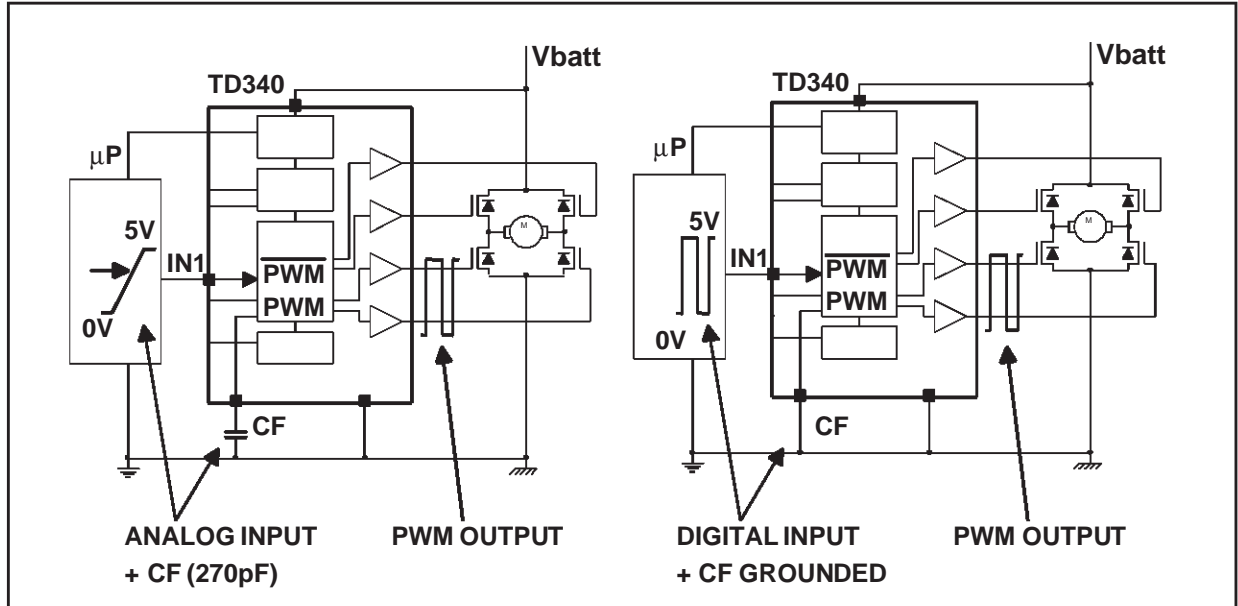 Vbatt
TD340
μP
5V
IN1
PWM
PWM
0V
M
CF
ANALOG INPUT
+ CF (270pF)
PWM OUTPUT
Vbatt
TD340
μP
5V
IN1
PWM
PWM
0V
M
CF
DIGITAL INPUT
+ CF GROUNDED
PWM OUTPUT